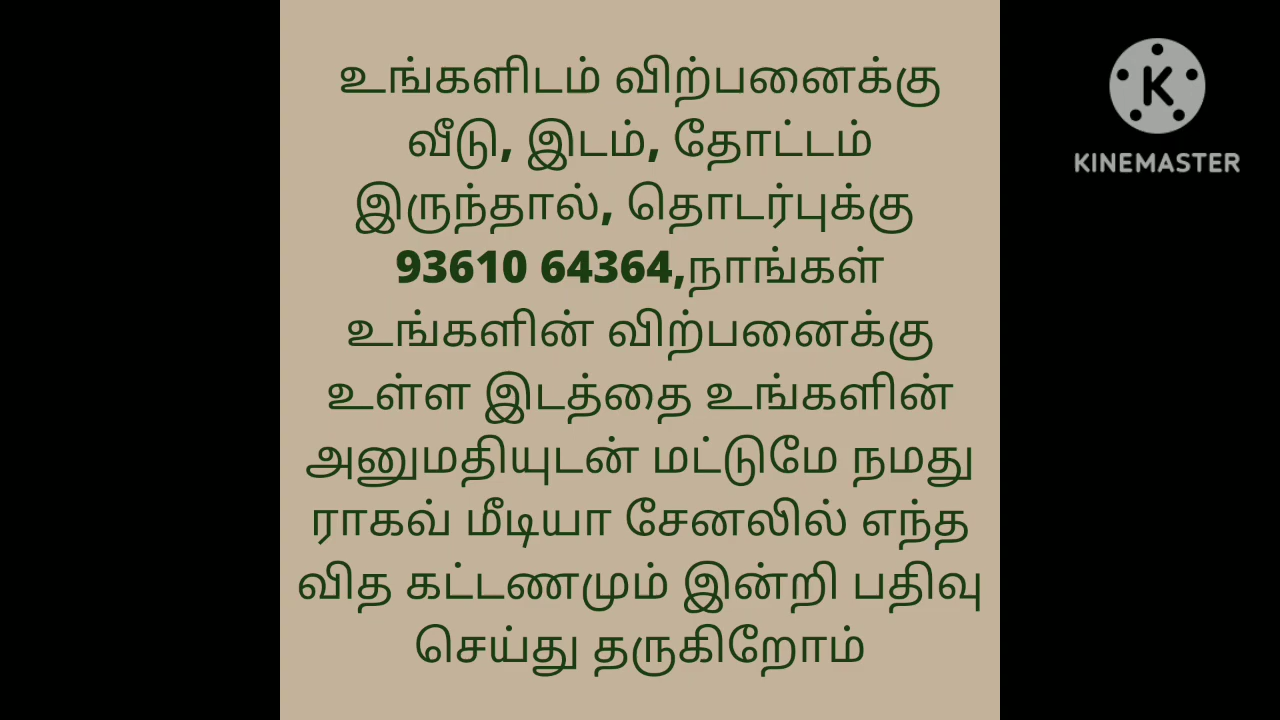 உங்களிடம் விற்பனைக்கு
வீடு, இடம், தோட்டம்
இருந்தால், தொடர்புக்கு
93610 64364,நாங்கள்
உங்களின் விற்பனைக்கு
உள்ள இடத்தை உங்களின்
அனுமதியுடன் மட்டுமே நமது
ராகவ் மீடியா சேனலில் எந்த
வித கட்டணமும் இன்றி பதிவு
செய்து தருகிறோம்
K
KINEMASTER